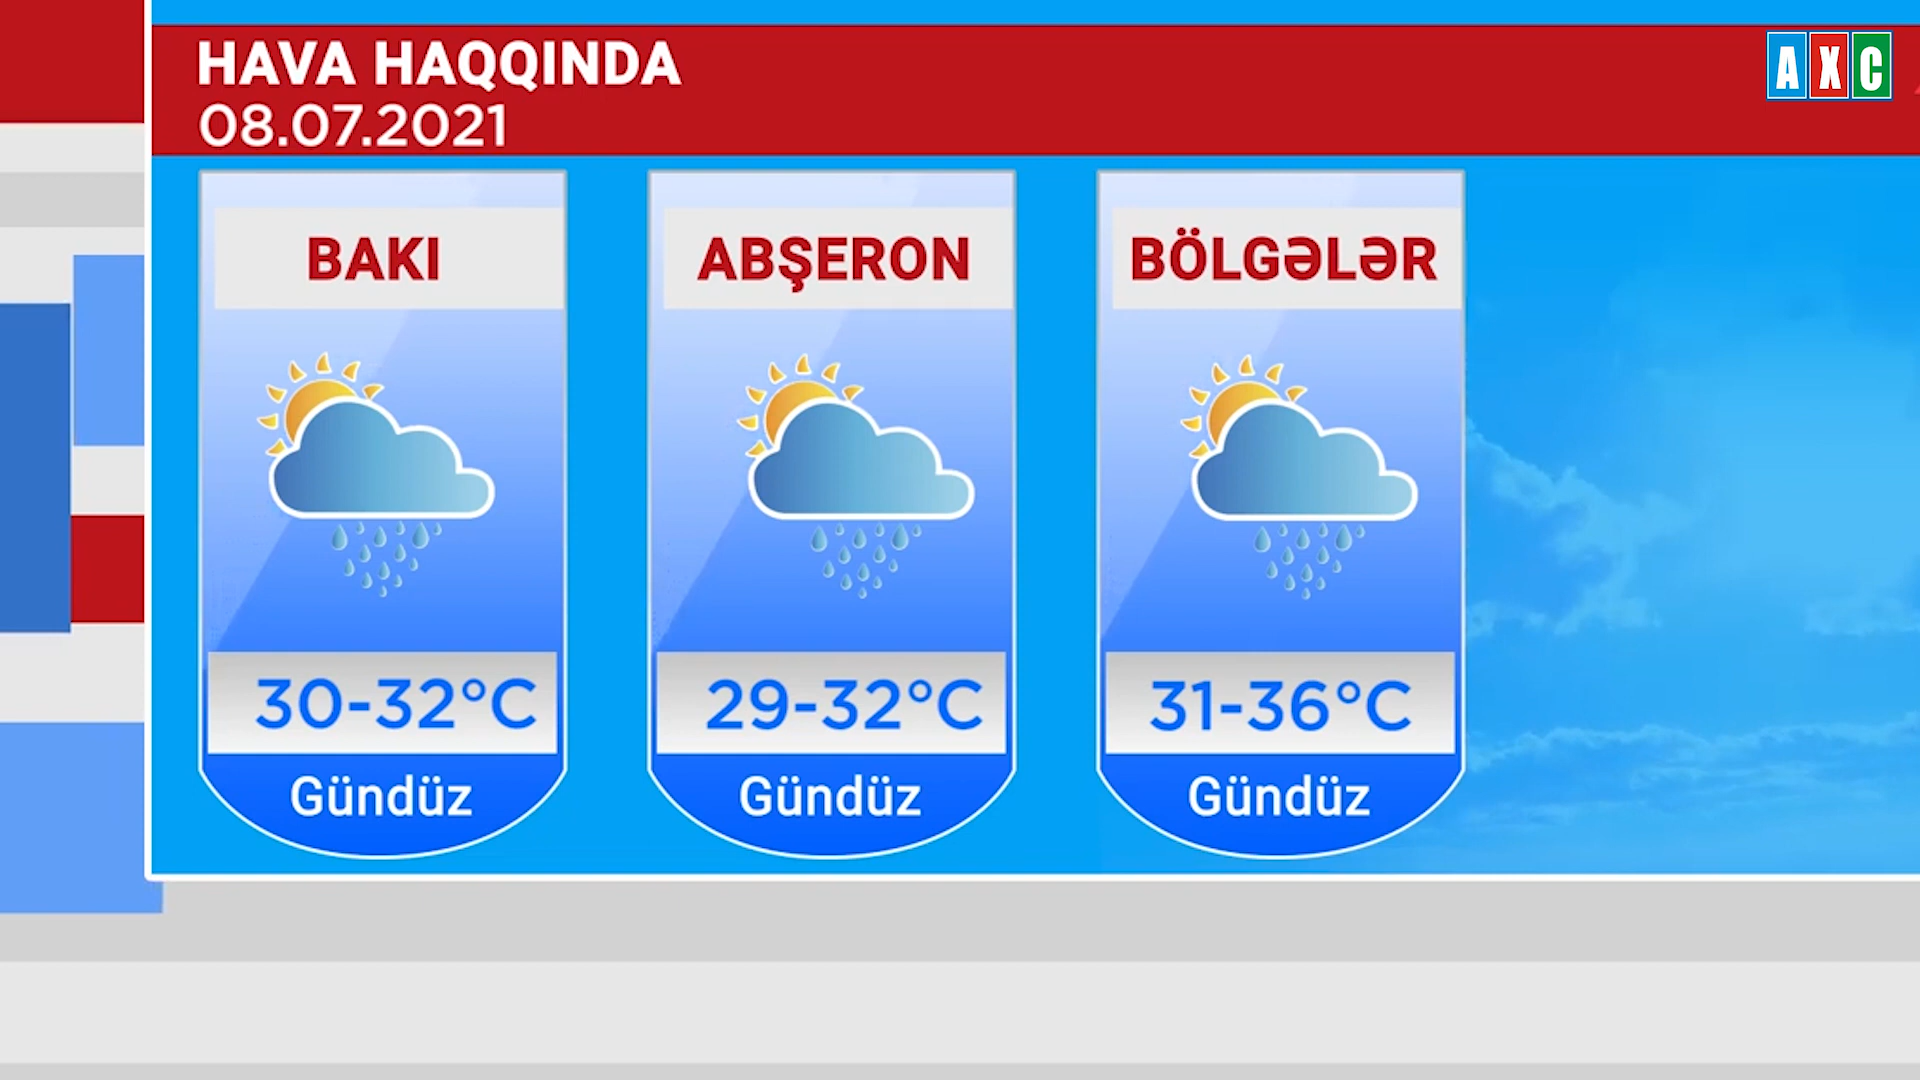 HAVA HAQQINDA
08.07.2021
AXC
BAKI
30-32°C
Gündüz
ABŞERON
29-32°C
Gündüz
BÖLGƏLƏR
31-36°C
Gündüz